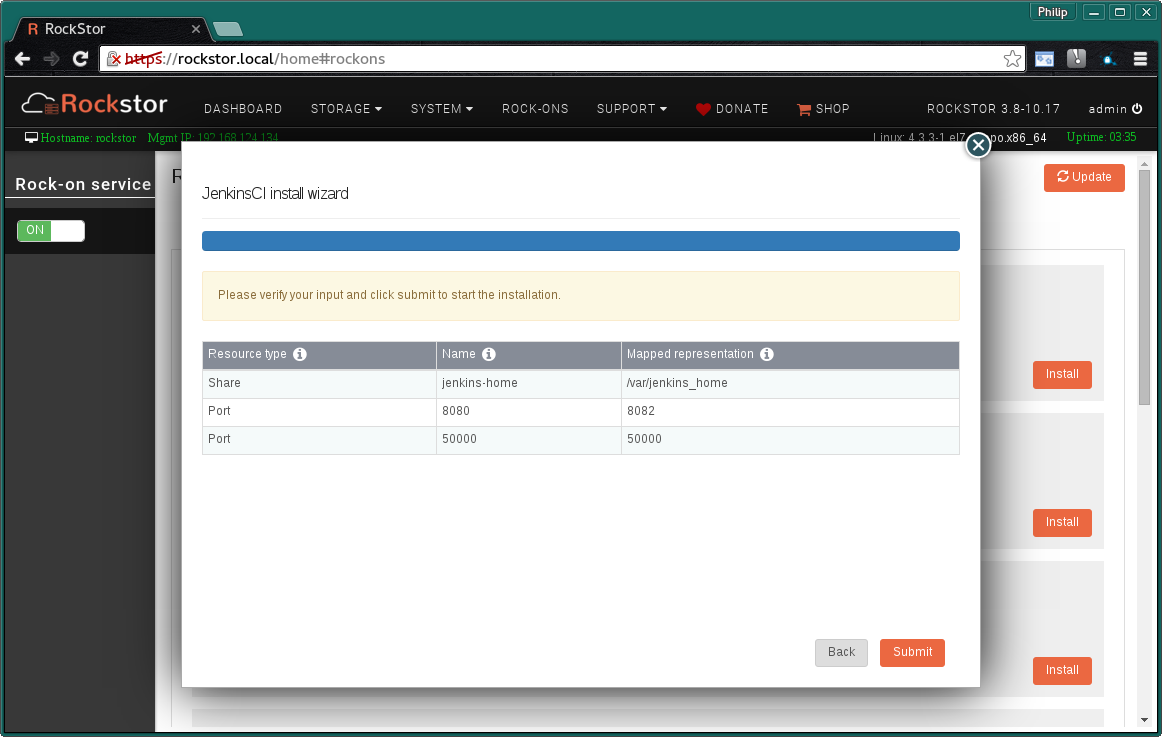 Philip
RockStor
https://rockstor.local/home#rockons
Rockstor DASHBOARD STORAGE SYSTEM ROCK-ONS SUPPORT DONATE SHOP ROCKSTOR 3.8-10.17 admin
Hostname: rockstor Mgmt IP: 192.168.124.134 Linux: 4.3.3-1.el7 po.x86_64 Uptime: 03:35
Rock-on service
ON
R
Update
JenkinsCI install wizard
Please verify your input and click submit to start the installation.
Resource type Name Mapped representation
Share jenkins-home /var/jenkins_home
Port 8080 8082
Port 50000 50000
Install
Install
Install
Back Submit